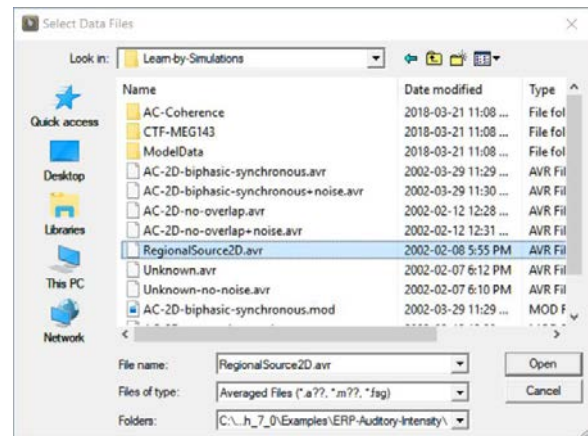 Select Data Files
Look in: Learn-by-Simulations
Name Date modified Type
Quick access
AC-Coherence 2018-03-21 11:08 ... File fol
CTF-MEG143 2018-03-21 11:08 ... File fol
ModelData 2018-03-21 11:08 ... File fol
Desktop
AC-2D-biphasic-synchronous.avr 2002-03-29 11:29 ... AVR Fil
AC-2D-biphasic-synchronous+noise.avr 2002-03-29 11:30 ... AVR Fil
AC-2D-no-overlap.avr 2002-02-12 12:28 ... AVR Fil
Libraries
AC-2D-no-overlap+noise.avr 2002-02-12 12:31 ... AVR Fil
RegionalSource2D.avr 2002-02-08 5:55 PM AVR Fil
Unknown.avr 2002-02-07 6:12 PM AVR Fil
This PC
Unknown-no-noise.avr 2002-02-07 6:10 PM AVR Fil
AC-2D-biphasic-synchronous.mod 2002-03-29 11:29 ... MOD F
Network
File name: RegionalSource2D.avr Open
Files of type: Averaged Files (*.a??, *.m??, *.fsg) Cancel
Folders: C:\...h_7_0\Examples\ERP-Auditory-Intensity\